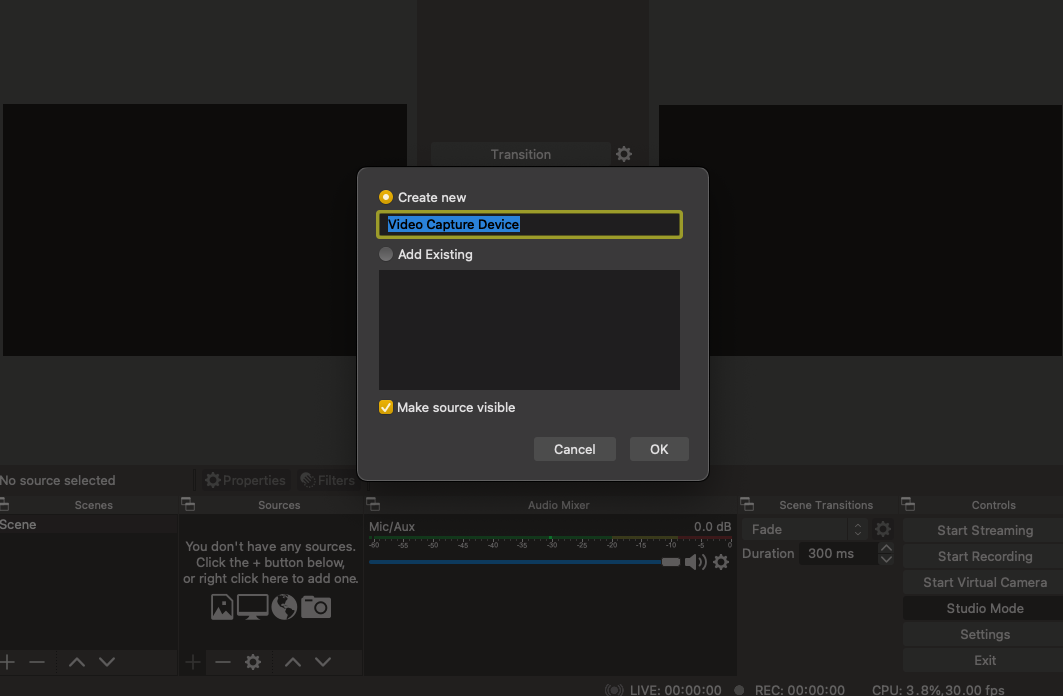 Transition
Create new
Video Capture Device
Add Existing
Make source visible
Cancel
OK
No source selected
Properties
Filters
Scenes
Sources
Audio Mixer
Scene Transitions
Controls
Scene
You don't have any sources.
Click the + button below,
or right click here to add one.
Mic/Aux
0.0 dB
-60 -55 -50 -45 -40 -35 -30 -25 -20 -15 -10 -5 0
Fade
Duration
300 ms
Start Streaming
Start Recording
Start Virtual Camera
Studio Mode
Settings
Exit
LIVE: 00:00:00
REC: 00:00:00
CPU: 3.8%,30.00 fps